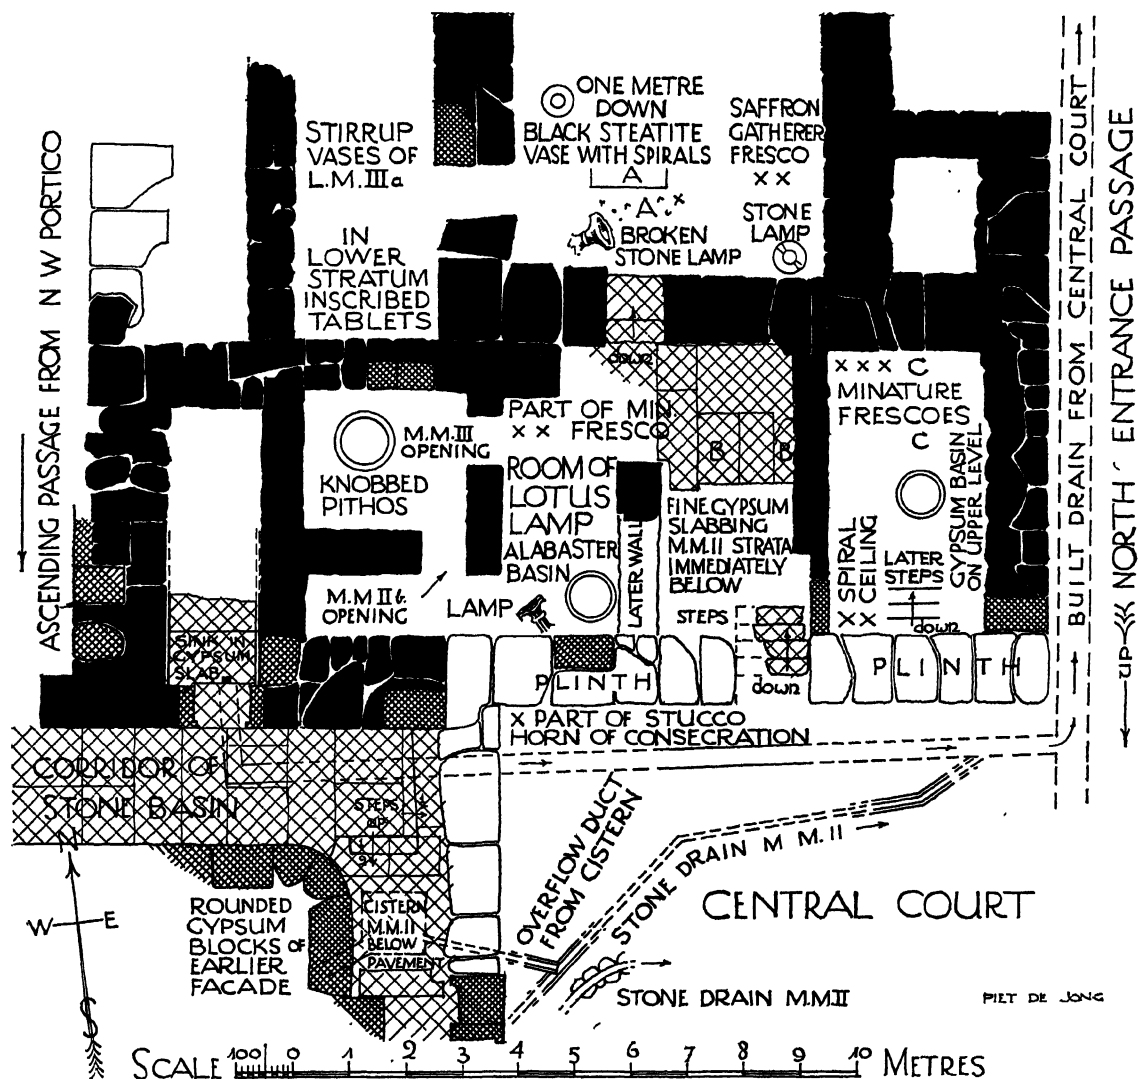 ONE METRE
DOWN
BLACK STEATITE
VASE WITH SPIRALS
A
A
BROKEN
STONE LAMP
SAFFRON
GATHERER
FRESCO
X X
STONE
LAMP
STIRRUP
VASES OF
L.M. III a
IN
LOWER
STRATUM
INSCRIBED
TABLETS
ASCENDING PASSAGE FROM N W PORTICO
BUILT DRAIN FROM CENTRAL COURT
NORTH ENTRANCE PASSAGE
UP
down
X X X C
MINATURE
FRESCOES
C
GYPSUM BASIN
ON UPPER LEVEL
X SPIRAL
X CEILING
LATER
STEPS
down
PART OF MIN.
X X FRESCO
B B
M.M.III
OPENING
KNOBBED
PITHOS
ROOM OF
LOTUS
LAMP
ALABASTER
BASIN
LATER WALL
FINE GYPSUM
SLABBING
M.M.II STRATA
IMMEDIATELY
BELOW
STEPS
down
M.M II b
OPENING
LAMP
SINK IN
GYPSUM
SLAB
PLINTH
PLINTH
X PART OF STUCCO
HORN OF CONSECRATION
CORRIDOR OF
STONE BASIN
STEPS
up
N
W E
S
ROUNDED
GYPSUM
BLOCKS OF
EARLIER
FACADE
CISTERN
M.M.II
BELOW
PAVEMENT
OVERFLOW DUCT
FROM CISTERN
STONE DRAIN M M.II
CENTRAL COURT
STONE DRAIN M.M II
PIET DE JONG
SCALE 100 0 1 2 3 4 5 6 7 8 9 10 METRES